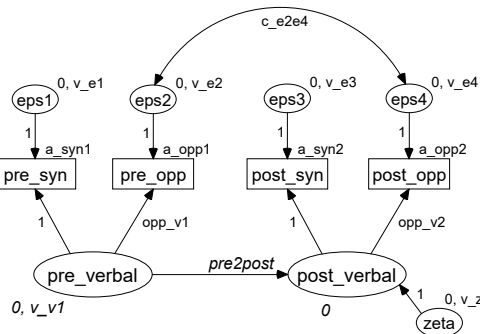 c_e2e4
0, v_e1
0, v_e2
0, v_e3
0, v_e4
eps1
eps2
eps3
eps4
1
1
1
1
a_syn1
a_opp1
a_syn2
a_opp2
pre_syn
pre_opp
post_syn
post_opp
1
opp_v1
1
opp_v2
pre2post
pre_verbal
post_verbal
0, v_v1
0
1
0, v_z
zeta